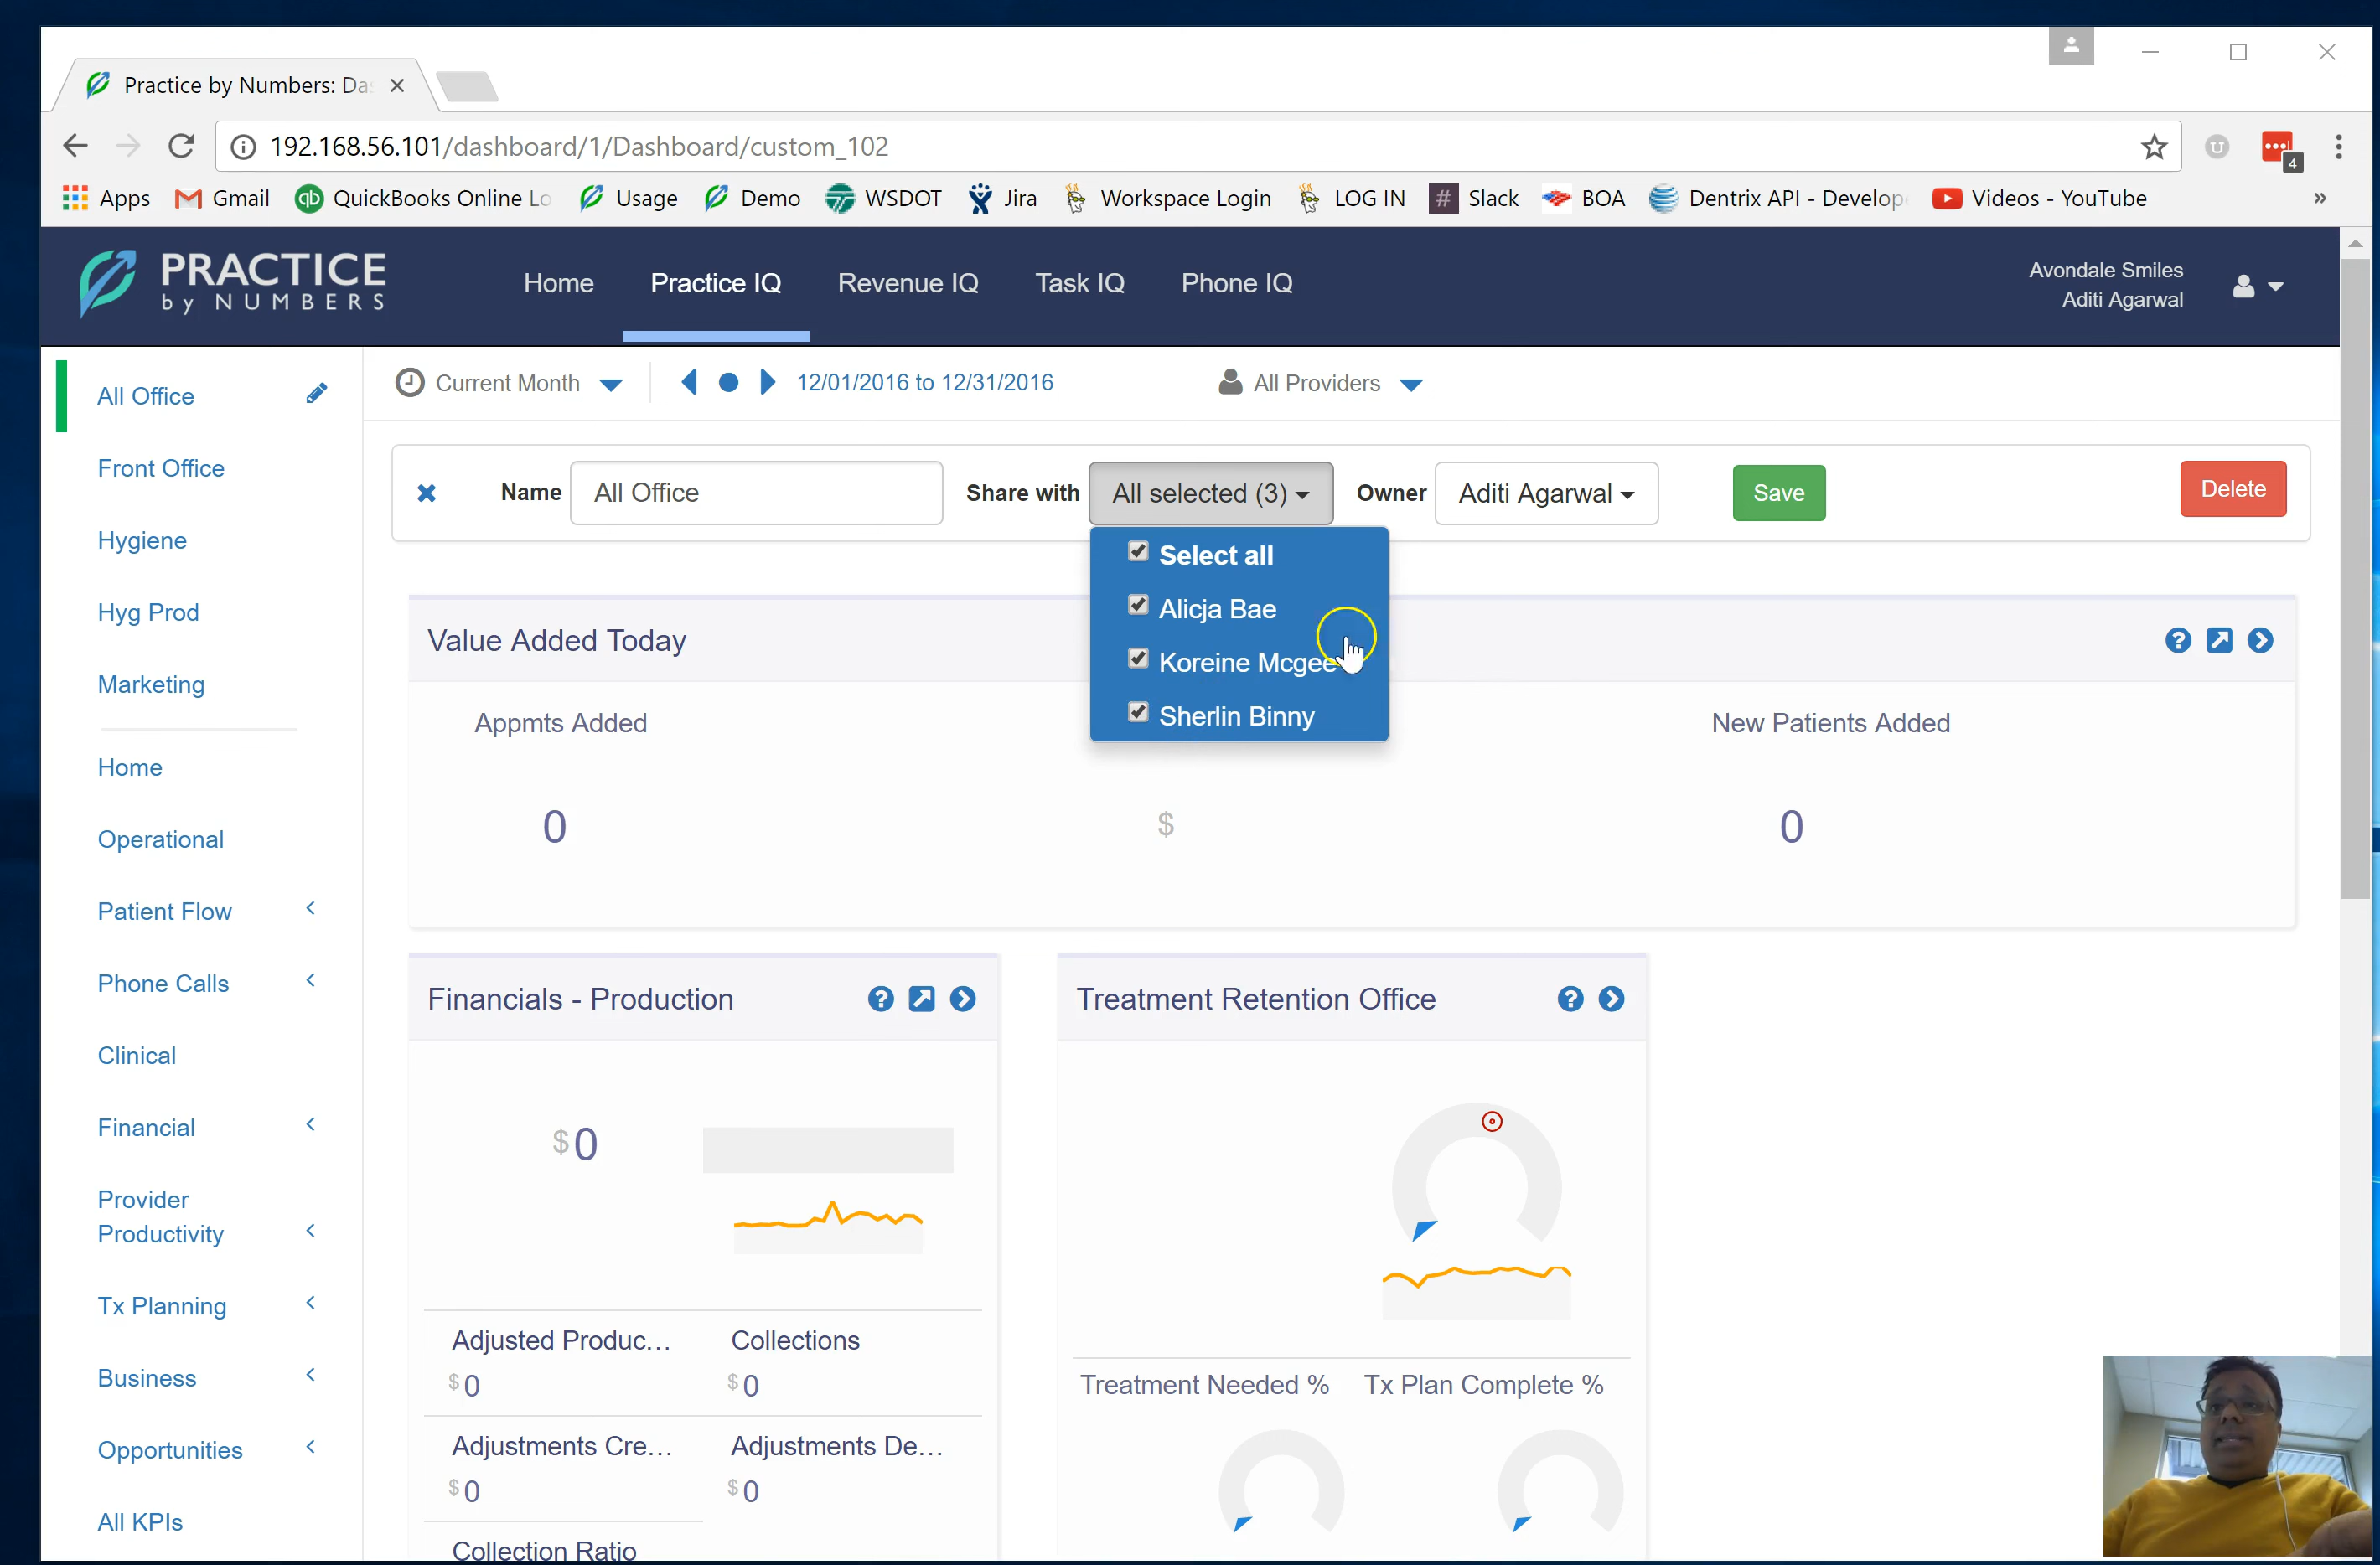 Practice by Numbers: Da
192.168.56.101/dashboard/1/Dashboard/custom_102
4
Apps
Gmail
qb
QuickBooks Online Lo
Usage
Demo
WSDOT
Jira
Workspace Login
LOG IN
# Slack
BOA
Dentrix API - Develop
Videos - YouTube
»
PRACTICE
by NUMBERS
Home
Practice IQ
Revenue IQ
Task IQ
Phone IQ
Avondale Smiles
Aditi Agarwal
All Office
Front Office
Hygiene
Hyg Prod
Marketing
Home
Operational
Patient Flow
Phone Calls
Clinical
Financial
Provider
Productivity
Tx Planning
Business
Opportunities
All KPIs
Current Month
12/01/2016 to 12/31/2016
All Providers
Name
All Office
Share with
All selected (3)
Owner
Aditi Agarwal
Save
Delete
Select all
Alicja Bae
Koreine Mcgee
Sherlin Binny
Value Added Today
Appmts Added
New Patients Added
0
$
0
Financials - Production
$0
Adjusted Produc...
Collections
$0
$0
Adjustments Cre...
Adjustments De...
$0
$0
Collection Ratio
Treatment Retention Office
Treatment Needed %
Tx Plan Complete %